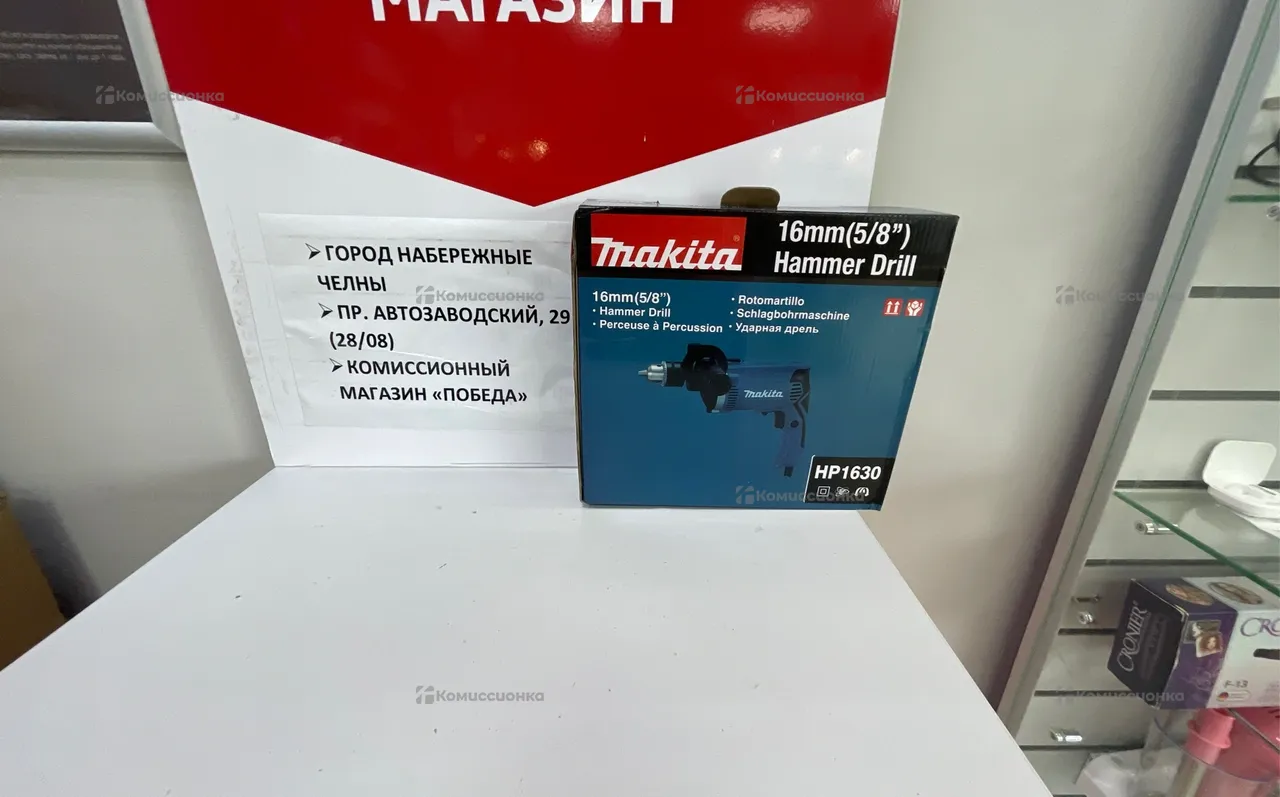 МАГАЗИН
Комиссионка
Комиссионка
➢ГОРОД НАБЕРЕЖНЫЕ
ЧЕЛНЫ
➢ПР. АВТОЗАВОДСКИЙ, 29
(28/08)
➢КОМИССИОННЫЙ
МАГАЗИН «ПОБЕДА»
Комиссионка
makita®
16mm(5/8")
Hammer Drill
16mm(5/8")
• Hammer Drill
• Perceuse à Percussion
• Rotomartillo
• Schlagbohrmaschine
• Ударная дрель
makita
HP1630
Комиссионка
Комиссионка
Комиссионка
CRONIER
F-13
Комиссионка